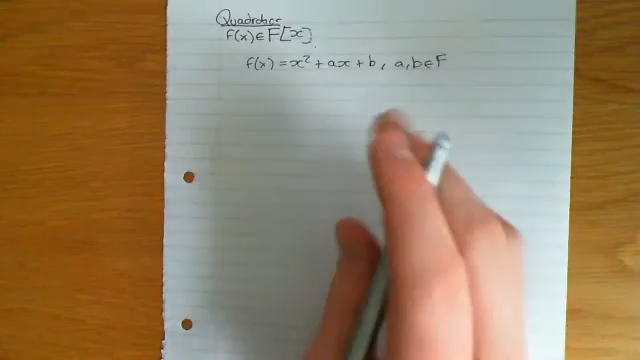 Quadratics
f(x) ∈ F[x].
f(x) = x² + ax + b, a, b ∈ F